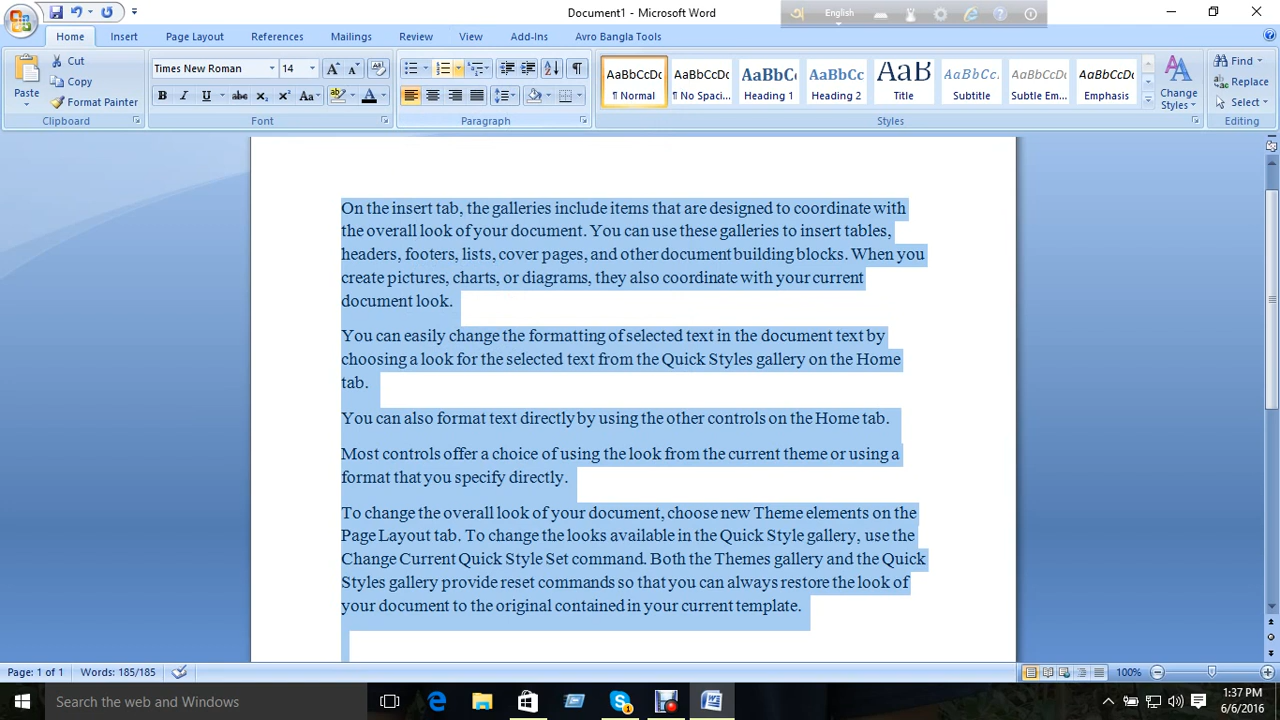 Document1 - Microsoft Word
English
Home Insert Page Layout References Mailings Review View Add-Ins Avro Bangla Tools
Paste
Cut
Copy
Format Painter
Clipboard
Times New Roman 14
B I U abc x₂ x² Aa
Font
Paragraph
AaBbCcDc AaBbCcDc AaBbCc AaBbCc AaB AaBbCc. AaBbCcDc AaBbCcDc
¶ Normal ¶ No Spaci... Heading 1 Heading 2 Title Subtitle Subtle Em... Emphasis
Styles
Change
Styles
Find
Replace
Select
Editing
On the insert tab, the galleries include items that are designed to coordinate with
the overall look of your document. You can use these galleries to insert tables,
headers, footers, lists, cover pages, and other document building blocks. When you
create pictures, charts, or diagrams, they also coordinate with your current
document look.
You can easily change the formatting of selected text in the document text by
choosing a look for the selected text from the Quick Styles gallery on the Home
tab.
You can also format text directly by using the other controls on the Home tab.
Most controls offer a choice of using the look from the current theme or using a
format that you specify directly.
To change the overall look of your document, choose new Theme elements on the
Page Layout tab. To change the looks available in the Quick Style gallery, use the
Change Current Quick Style Set command. Both the Themes gallery and the Quick
Styles gallery provide reset commands so that you can always restore the look of
your document to the original contained in your current template.
Page: 1 of 1 Words: 185/185 100%
Search the web and Windows
1:37 PM
6/6/2016